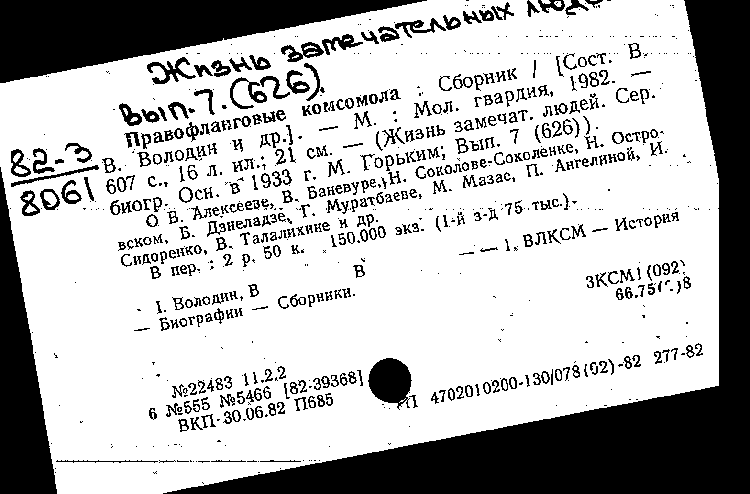 Жизнь замечательных людей
Вып. 7. (626).
82-3
8061
Правофланговые комсомола : Сборник / [Сост. В.
В. Володин и др.]. — М. : Мол. гвардия, 1982. —
607 с., 16 л. ил.; 21 см. — (Жизнь замечат. людей. Сер.
биогр. Осн. в 1933 г. М. Горьким; Вып. 7 (626)).
О Б. Алексееве, В. Баневуре, Н. Соколове-Соколенке, Н. Остро-
вском, Б. Дзнеладзе, Г. Муратбаеве, М. Мазас, П. Ангелиной, И.
Сидоренко, В. Талалихине и др.
В пер. : 2 р. 50 к. 150.000 экз. (1-й з-д 75 тыс.).
I. Володин, В В — — 1. ВЛКСМ — История
— Биографии — Сборники.
3КСМ1(092)
66.75
№22483 11.2.2
6 №555 №5466 [82-39368]
ВКП-30.06.82 П685 П 4702010200-130/078(02)-82 277-82